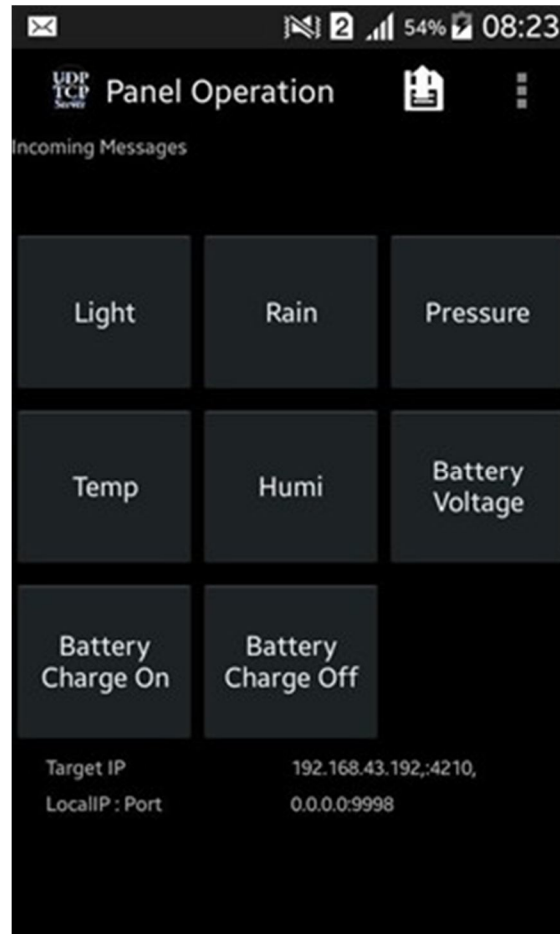 2 54% 08:23
UDP
TCP
Server
Panel Operation
Incoming Messages
Light Rain Pressure
Temp Humi Battery
Voltage
Battery
Charge On
Battery
Charge Off
Target IP 192.168.43.192,:4210,
LocalIP : Port 0.0.0.0:9998